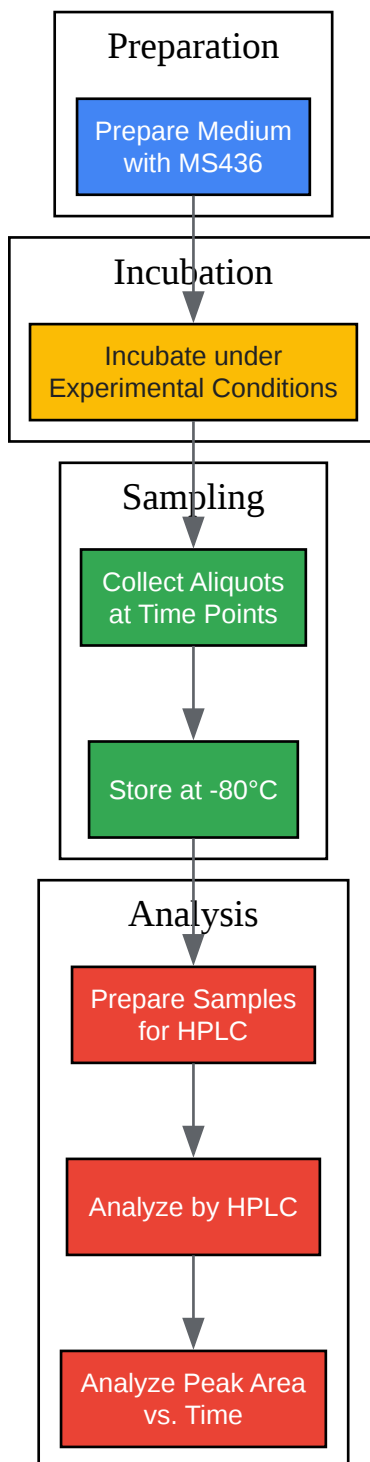 Preparation
Prepare Medium
with MS436
Incubation
Incubate under
Experimental Conditions
Sampling
Collect Aliquots
at Time Points
Store at -80°C
Analysis
Prepare Samples
for HPLC
Analyze by HPLC
Analyze Peak Area
vs. Time